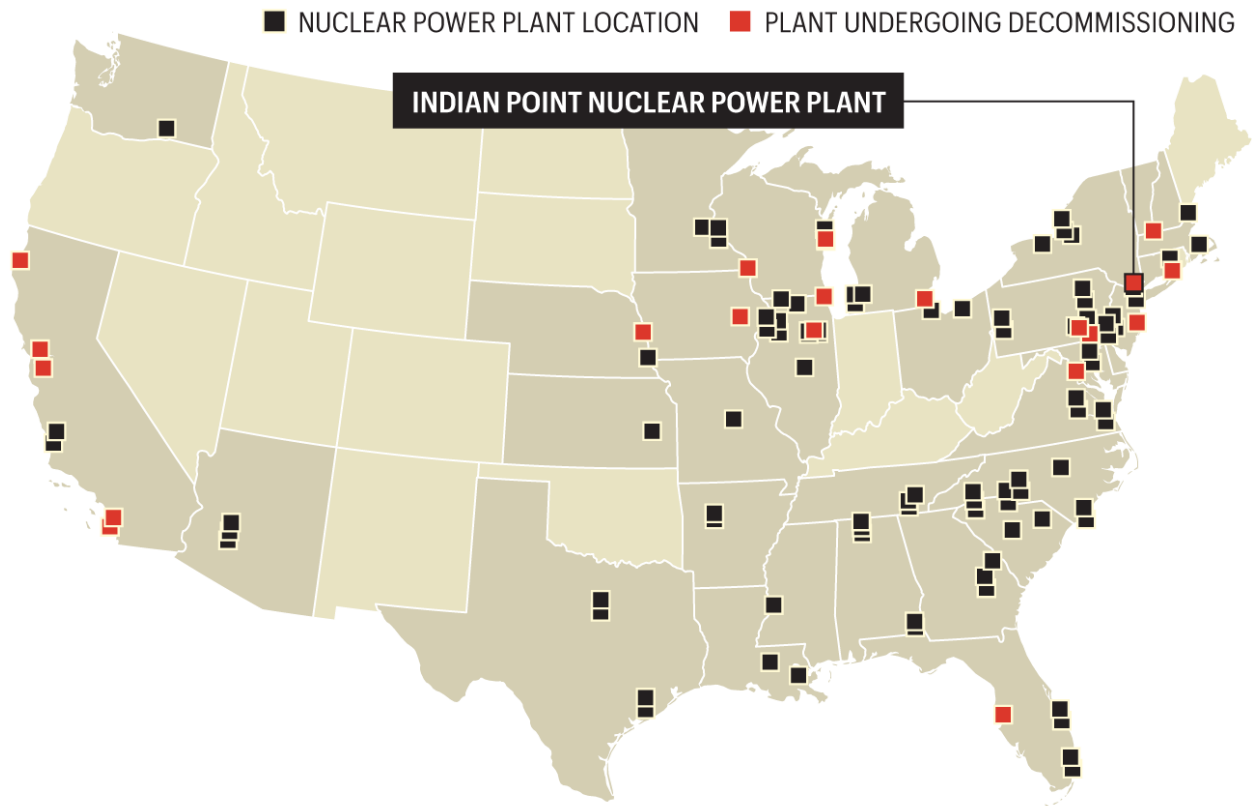 NUCLEAR POWER PLANT LOCATION
PLANT UNDERGOING DECOMMISSIONING
INDIAN POINT NUCLEAR POWER PLANT